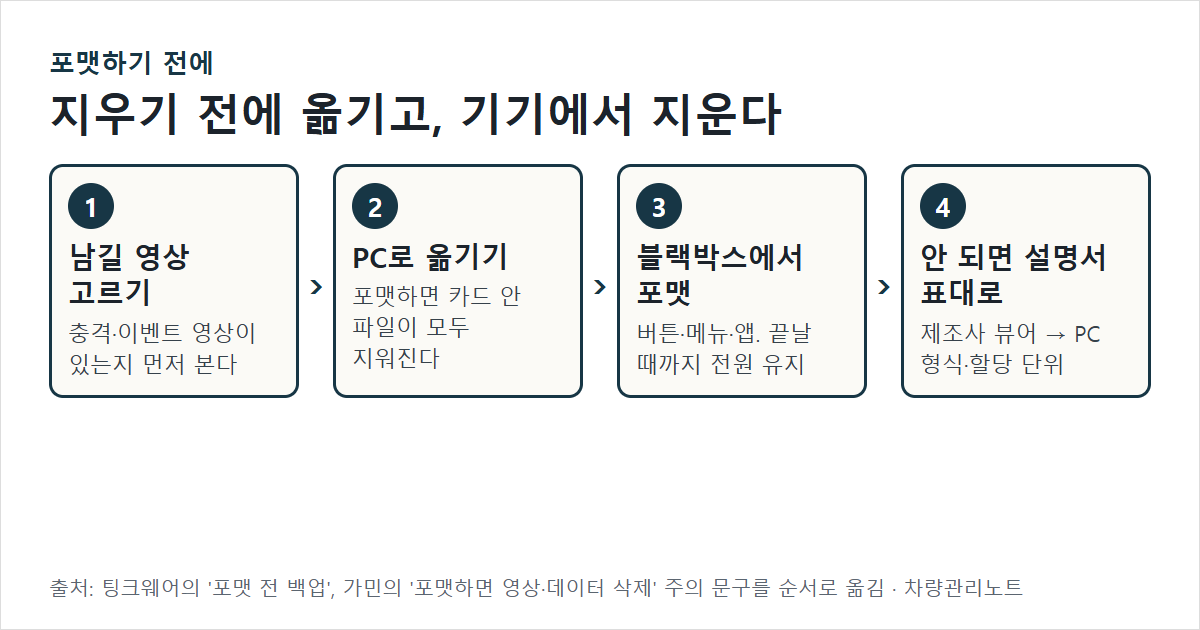 포맷하기 전에
지우기 전에 옮기고, 기기에서 지운다
1
남길 영상
고르기
충격·이벤트 영상이
있는지 먼저 본다
›
2
PC로 옮기기
포맷하면 카드 안
파일이 모두
지워진다
›
3
블랙박스에서
포맷
버튼·메뉴·앱. 끝날
때까지 전원 유지
›
4
안 되면 설명서
표대로
제조사 뷰어 → PC
형식·할당 단위
출처: 팅크웨어의 '포맷 전 백업', 가민의 '포맷하면 영상·데이터 삭제' 주의 문구를 순서로 옮김 · 차량관리노트